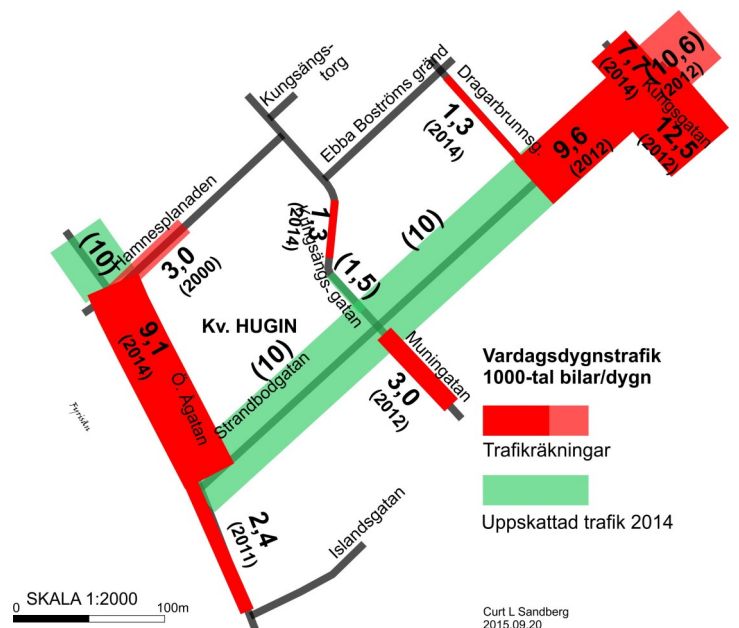 Kungsängs-
torg
Ebba Boströms gränd
Dragarbrunnsg.
1,3
(2014)
7,7
(2014)
(10,6)
(2012)
Kungsgatan
12,5
(2012)
9,6
(2012)
Hamnesplanaden
(10)
3,0
(2000)
1,3
(2014)
Kungsängs-gatan
(1,5)
(10)
9,1
(2014)
Ö. Ågatan
Kv. HUGIN
(10)
Strandbodgatan
Muningatan
3,0
(2012)
Fyrisån
2,4
(2011)
Islandsgatan
Vardagsdygnstrafik
1000-tal bilar/dygn
Trafikräkningar
Uppskattad trafik 2014
SKALA 1:2000
0 100m
Curt L Sandberg
2015.09.20